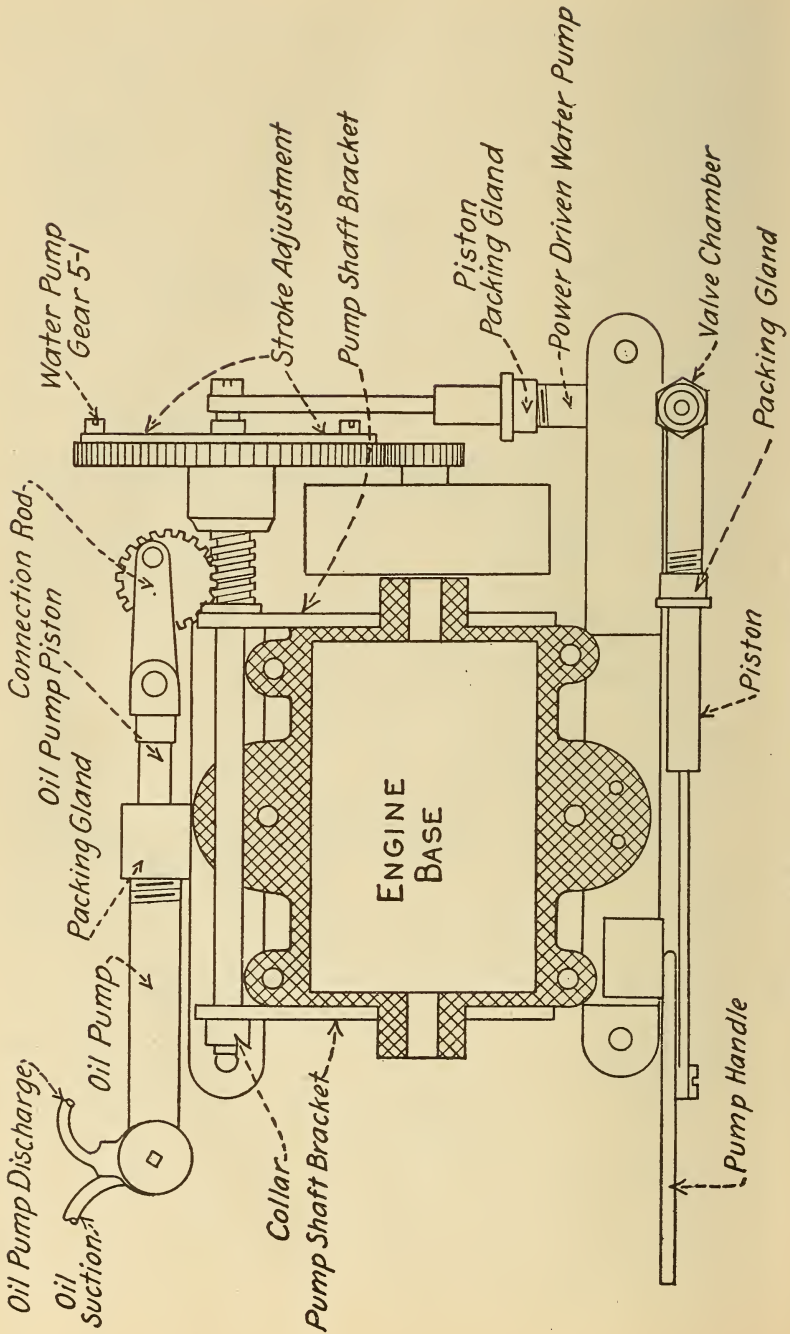 Oil Pump Discharge
Oil
Suction
Oil Pump
Packing Gland
Oil Pump Piston
Connection Rod
Water Pump
Gear 5-1
Stroke Adjustment
Pump Shaft Bracket
Piston
Packing Gland
Power Driven Water Pump
Collar
Pump Shaft Bracket
ENGINE
BASE
Pump Handle
Piston
Packing Gland
Valve Chamber